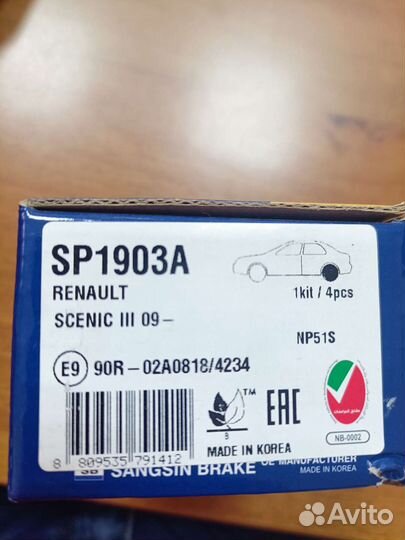 SP1903A
RENAULT
1kit / 4pcs
SCENIC III 09-
NP51S
E9 90R-02A0818/4234
TM
EAC
B
NB-0002
MADE IN KOREA
8 809535 791412
SB SANGSIN BRAKE
OE MANUFACTURER
MADE IN KOREA
Avito